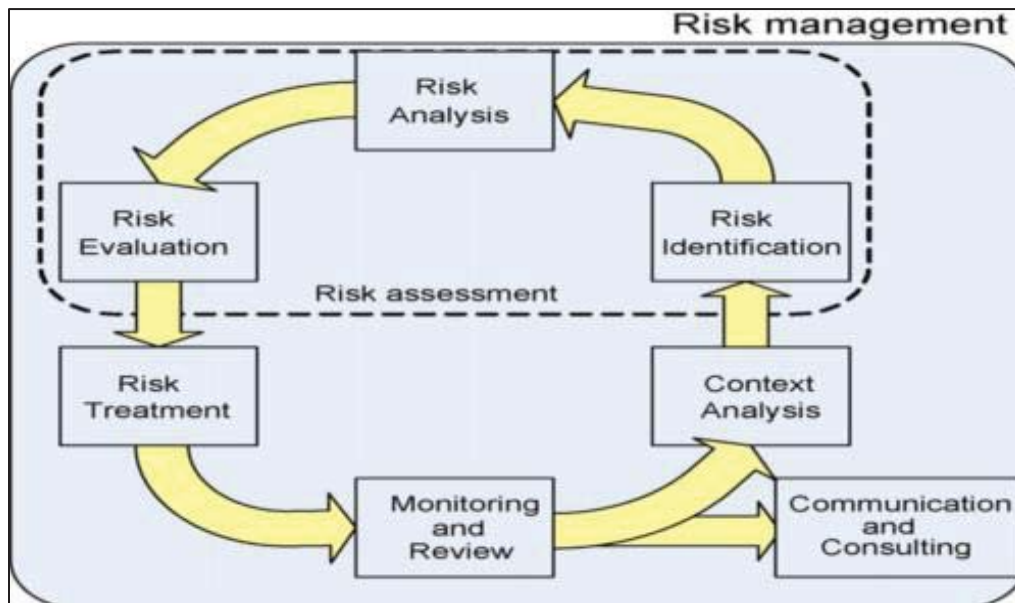 Risk management
Risk
Analysis
Risk
Evaluation
Risk
Identification
Risk assessment
Risk
Treatment
Context
Analysis
Monitoring
and
Review
Communication
and
Consulting